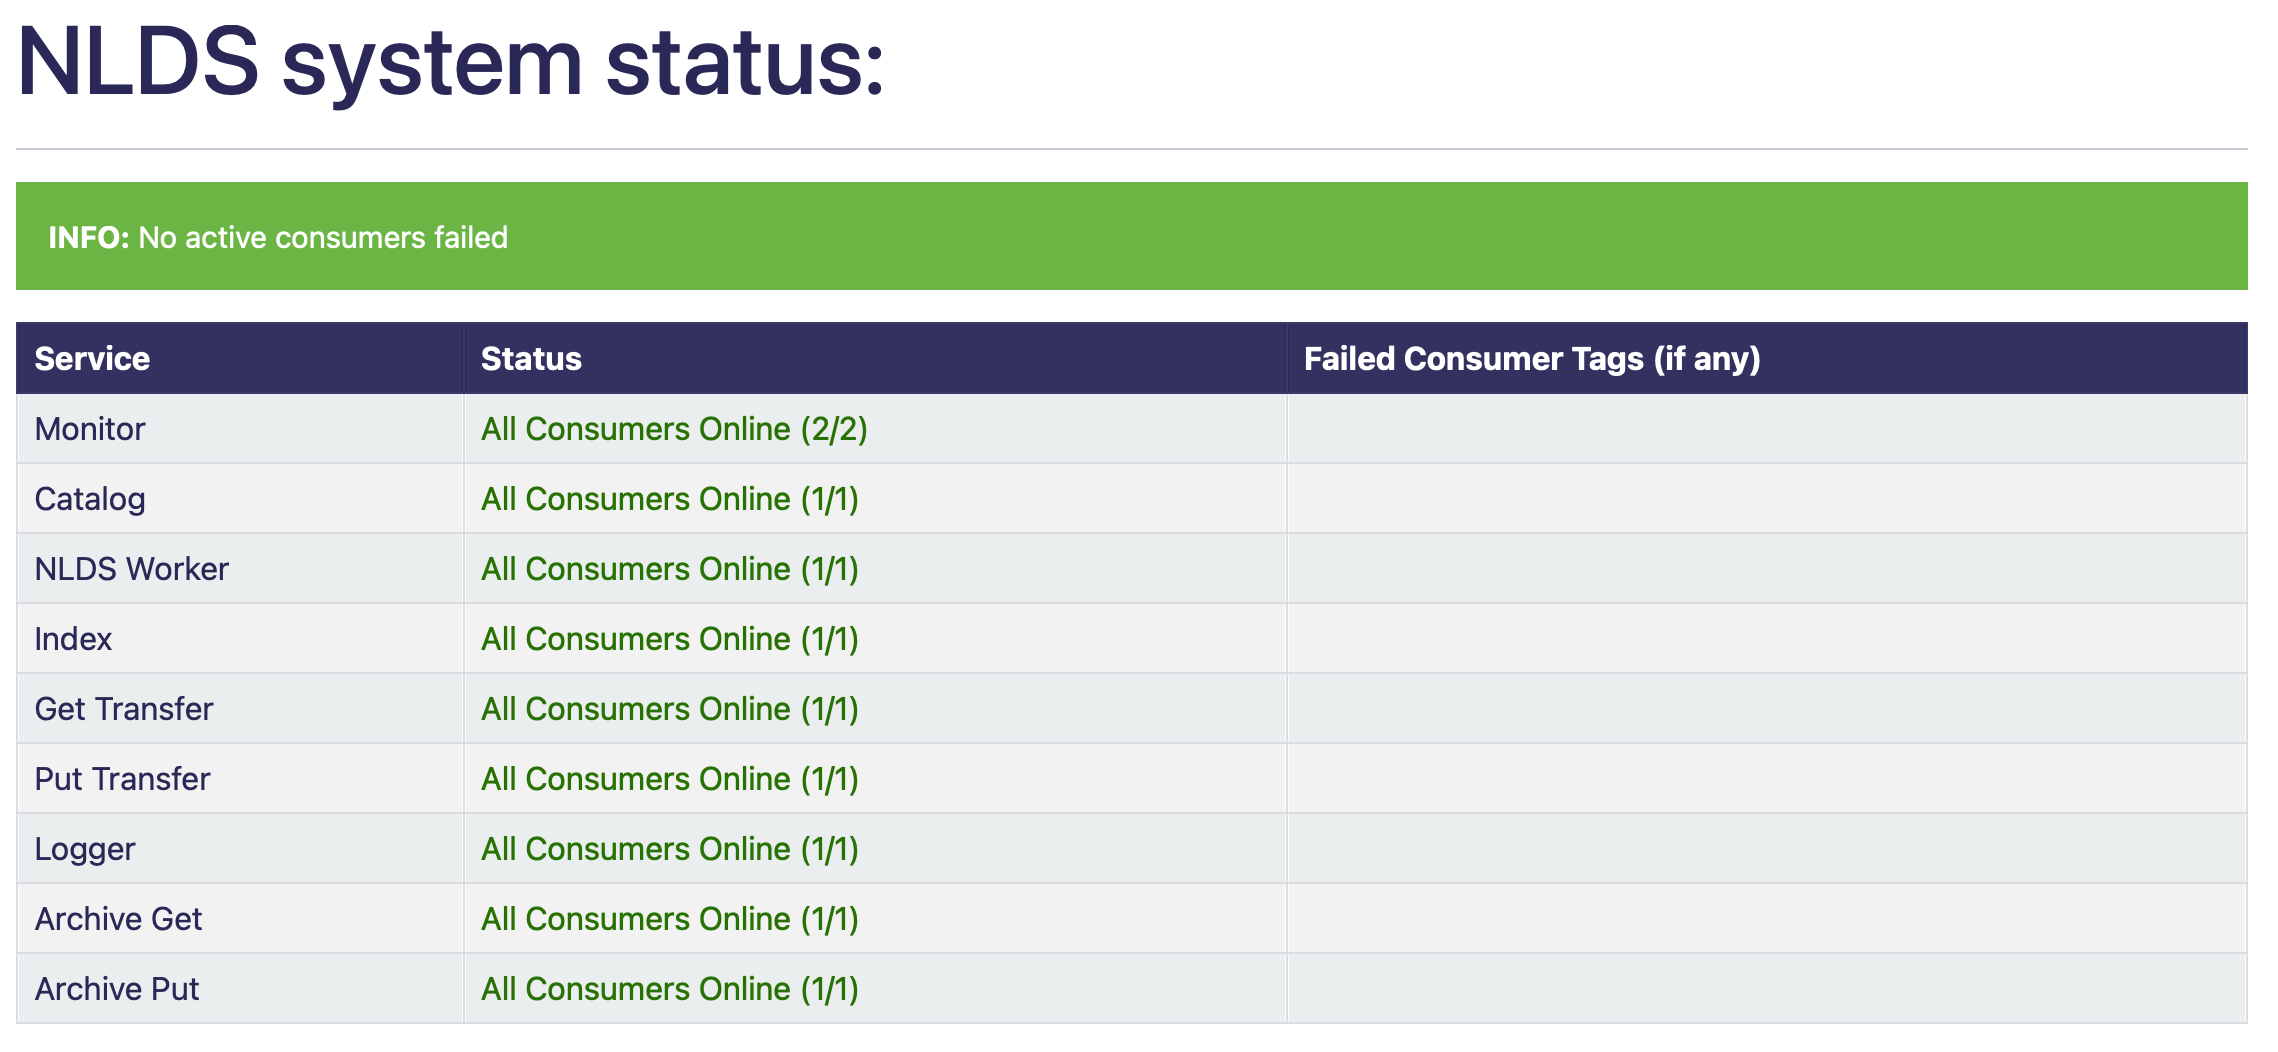 NLDS system status:
INFO: No active consumers failed
Service Status Failed Consumer Tags (if any)
Monitor All Consumers Online (2/2)
Catalog All Consumers Online (1/1)
NLDS Worker All Consumers Online (1/1)
Index All Consumers Online (1/1)
Get Transfer All Consumers Online (1/1)
Put Transfer All Consumers Online (1/1)
Logger All Consumers Online (1/1)
Archive Get All Consumers Online (1/1)
Archive Put All Consumers Online (1/1)